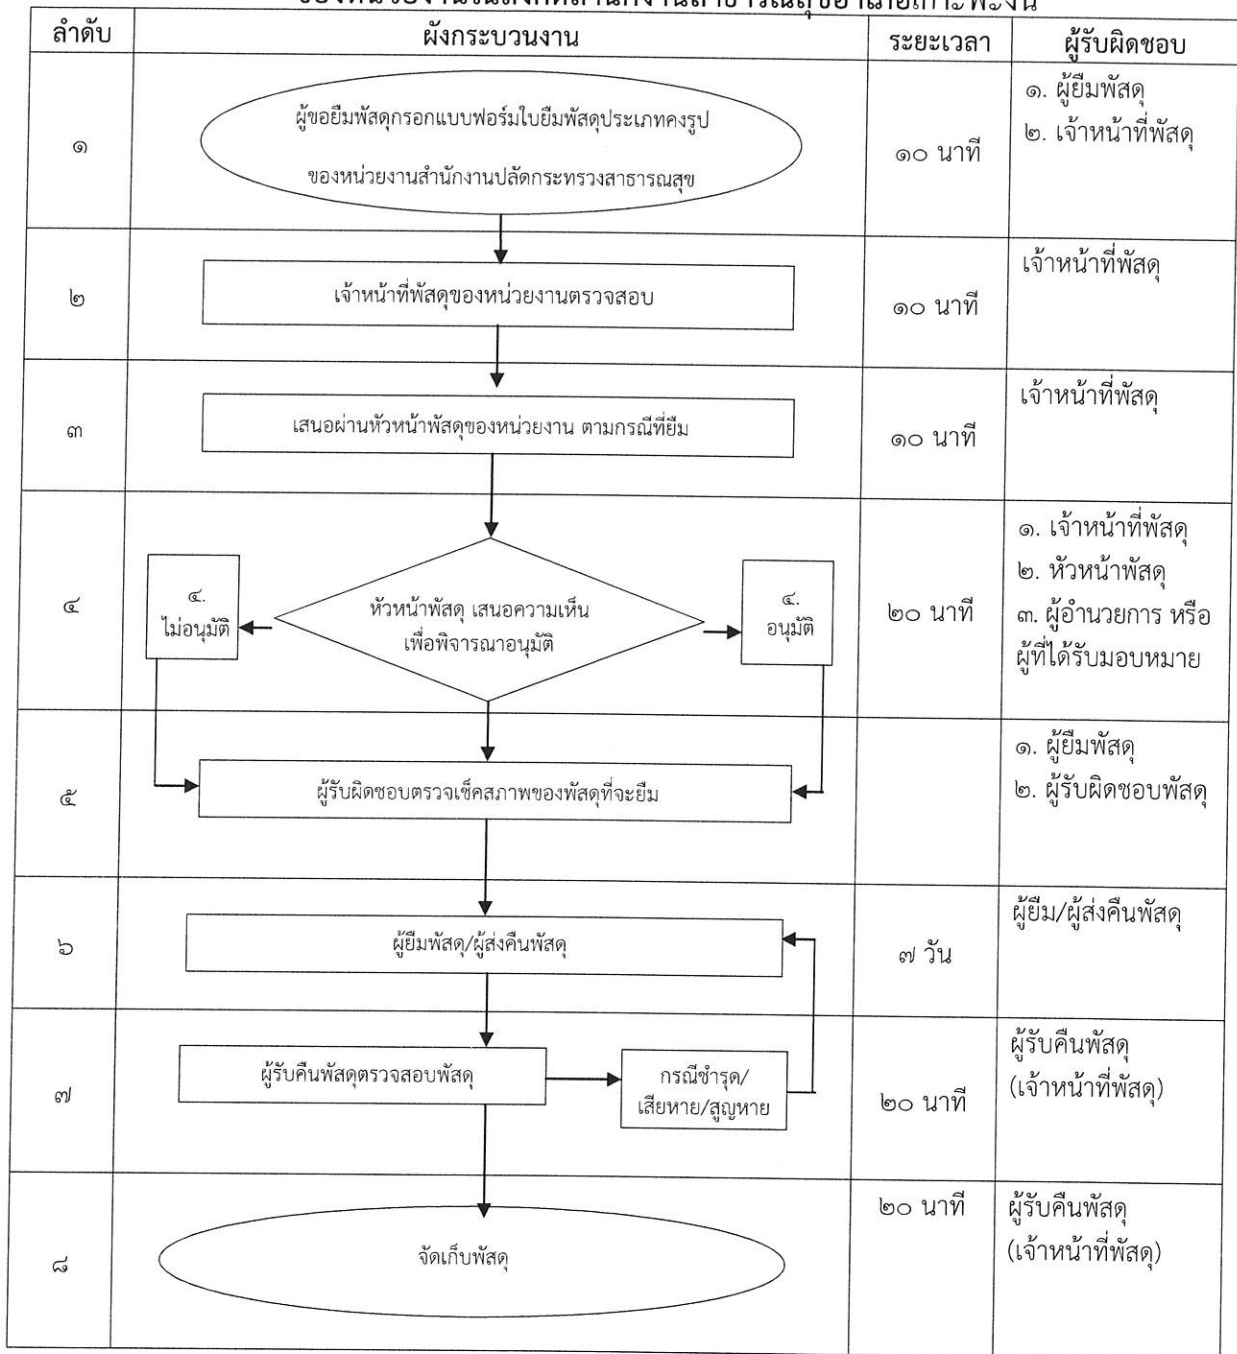 ลำดับ
ผังกระบวนงาน
ระยะเวลา
ผู้รับผิดชอบ
๑
ผู้ขอยืมพัสดุกรอกแบบฟอร์มใบยืมพัสดุประเภทคงรูป
ของหน่วยงานสำนักงานปลัดกระทรวงสาธารณสุข
๑๐ นาที
๑. ผู้ยืมพัสดุ
๒. เจ้าหน้าที่พัสดุ
๒
เจ้าหน้าที่พัสดุของหน่วยงานตรวจสอบ
๑๐ นาที
เจ้าหน้าที่พัสดุ
๓
เสนอผ่านหัวหน้าพัสดุของหน่วยงาน ตามกรณีที่ยืม
๑๐ นาที
เจ้าหน้าที่พัสดุ
๔
๔.
ไม่อนุมัติ
หัวหน้าพัสดุ เสนอความเห็น
เพื่อพิจารณาอนุมัติ
๔.
อนุมัติ
๒๐ นาที
๑. เจ้าหน้าที่พัสดุ
๒. หัวหน้าพัสดุ
๓. ผู้อำนวยการ หรือ
ผู้ที่ได้รับมอบหมาย
๕
ผู้รับผิดชอบตรวจเช็คสภาพของพัสดุที่จะยืม
๑. ผู้ยืมพัสดุ
๒. ผู้รับผิดชอบพัสดุ
๖
ผู้ยืมพัสดุ/ผู้ส่งคืนพัสดุ
๗ วัน
ผู้ยืม/ผู้ส่งคืนพัสดุ
๗
ผู้รับคืนพัสดุตรวจสอบพัสดุ
กรณีชำรุด/
เสียหาย/สูญหาย
๒๐ นาที
ผู้รับคืนพัสดุ
(เจ้าหน้าที่พัสดุ)
๘
จัดเก็บพัสดุ
๒๐ นาที
ผู้รับคืนพัสดุ
(เจ้าหน้าที่พัสดุ)